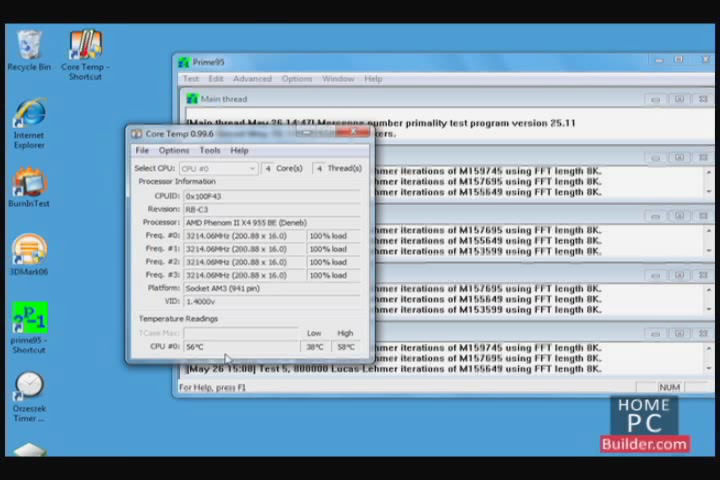 Recycle Bin
Core Temp -
Shortcut
Internet
Explorer
BurnInTest
3DMark06
prime95 -
Shortcut
Orzeszek
Timer ...
Prime95
Test Edit Advanced Options Window Help
Main thread
[Main thread May 26 14:47] Mersenne number primality test program version 25.11
kers.
hmer iterations of M159745 using FFT length 8K.
hmer iterations of M157695 using FFT length 8K.
hmer iterations of M155649 using FFT length 8K.
hmer iterations of M157695 using FFT length 8K.
hmer iterations of M155649 using FFT length 8K.
hmer iterations of M153599 using FFT length 8K.
hmer iterations of M157695 using FFT length 8K.
hmer iterations of M155649 using FFT length 8K.
hmer iterations of M153599 using FFT length 8K.
hmer iterations of M159745 using FFT length 8K.
hmer iterations of M157695 using FFT length 8K.
[May 26 15:08] Test 5, 800000 Lucas-Lehmer iterations of M155649 using FFT length 8K.
For Help, press F1
NUM
Core Temp 0.99.6
File Options Tools Help
Select CPU: CPU #0 4 Core(s) 4 Thread(s)
Processor Information
CPUID: 0x100F43
Revision: RB-C3
Processor: AMD Phenom II X4 955 BE (Deneb)
Freq. #0: 3214.06MHz (200.88 x 16.0) 100% load
Freq. #1: 3214.06MHz (200.88 x 16.0) 100% load
Freq. #2: 3214.06MHz (200.88 x 16.0) 100% load
Freq. #3: 3214.06MHz (200.88 x 16.0) 100% load
Platform: Socket AM3 (941 pin)
VID: 1.4000v
Temperature Readings
TCase Max: Low High
CPU #0: 56°C 38°C 58°C
HOME
PC
Builder.com